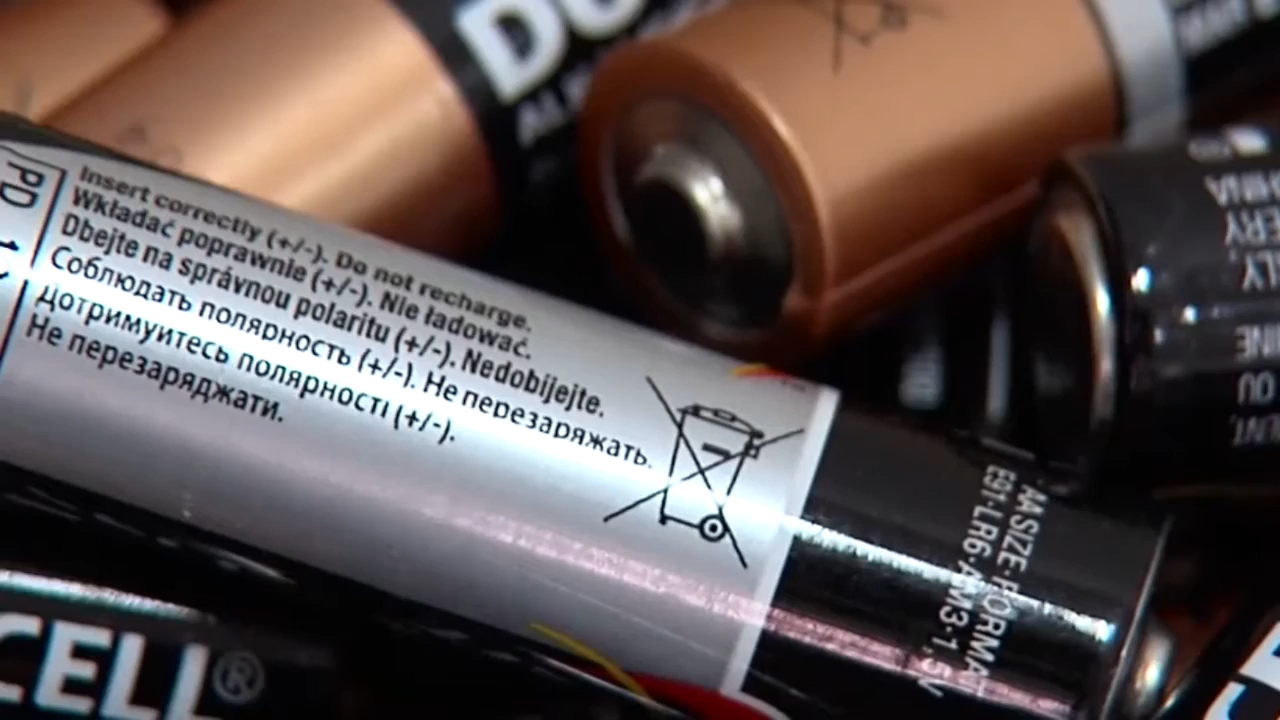 DU
PD
Insert correctly (+/-). Do not recharge.
Wkładać poprawnie (+/-). Nie ładować.
Dbejte na správnou polaritu (+/-). Nedobíjejte.
Соблюдать полярность (+/-). Не перезаряжать.
Дотримуйтесь полярності (+/-).
Не перезаряджати.
AA SIZE·FORMAT
E91·LR6·AM3·1,5V
CELL®